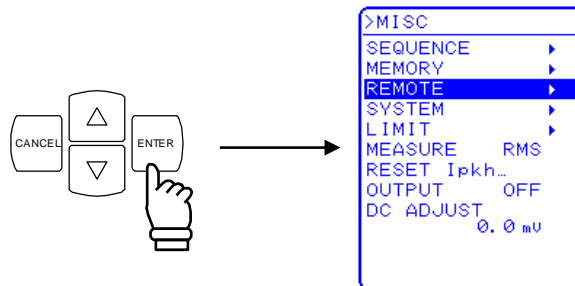 CANCEL
ENTER
>MISC
SEQUENCE
MEMORY
REMOTE
SYSTEM
LIMIT
MEASURE RMS
RESET Ipkh…
OUTPUT OFF
DC ADJUST
0.0 mV